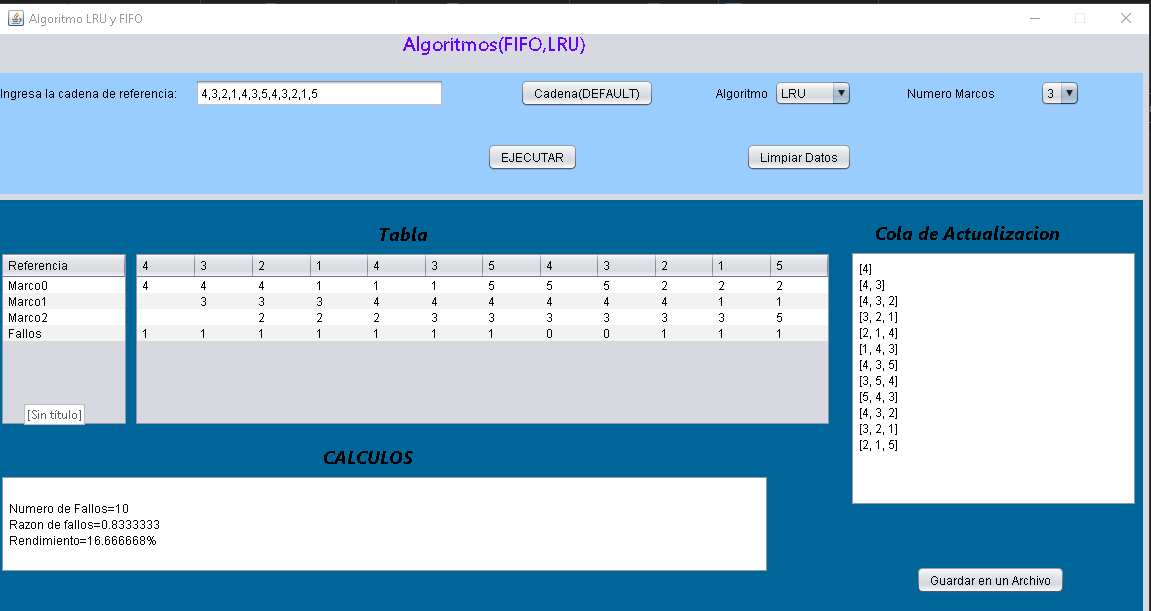 Algoritmo LRU y FIFO
Algoritmos(FIFO,LRU)
Ingresa la cadena de referencia: 4,3,2,1,4,3,5,4,3,2,1,5 Cadena(DEFAULT) Algoritmo LRU Numero Marcos 3
EJECUTAR Limpiar Datos
Tabla
Referencia 4 3 2 1 4 3 5 4 3 2 1 5
Marco0 4 4 4 1 1 1 5 5 5 2 2 2
Marco1 3 3 3 4 4 4 4 4 4 1 1
Marco2 2 2 2 3 3 3 3 3 3 5
Fallos 1 1 1 1 1 1 1 0 0 1 1 1
[Sin título]
Cola de Actualizacion
[4]
[4, 3]
[4, 3, 2]
[3, 2, 1]
[2, 1, 4]
[1, 4, 3]
[4, 3, 5]
[3, 5, 4]
[5, 4, 3]
[4, 3, 2]
[3, 2, 1]
[2, 1, 5]
CALCULOS
Numero de Fallos=10
Razon de fallos=0.8333333
Rendimiento=16.666668%
Guardar en un Archivo